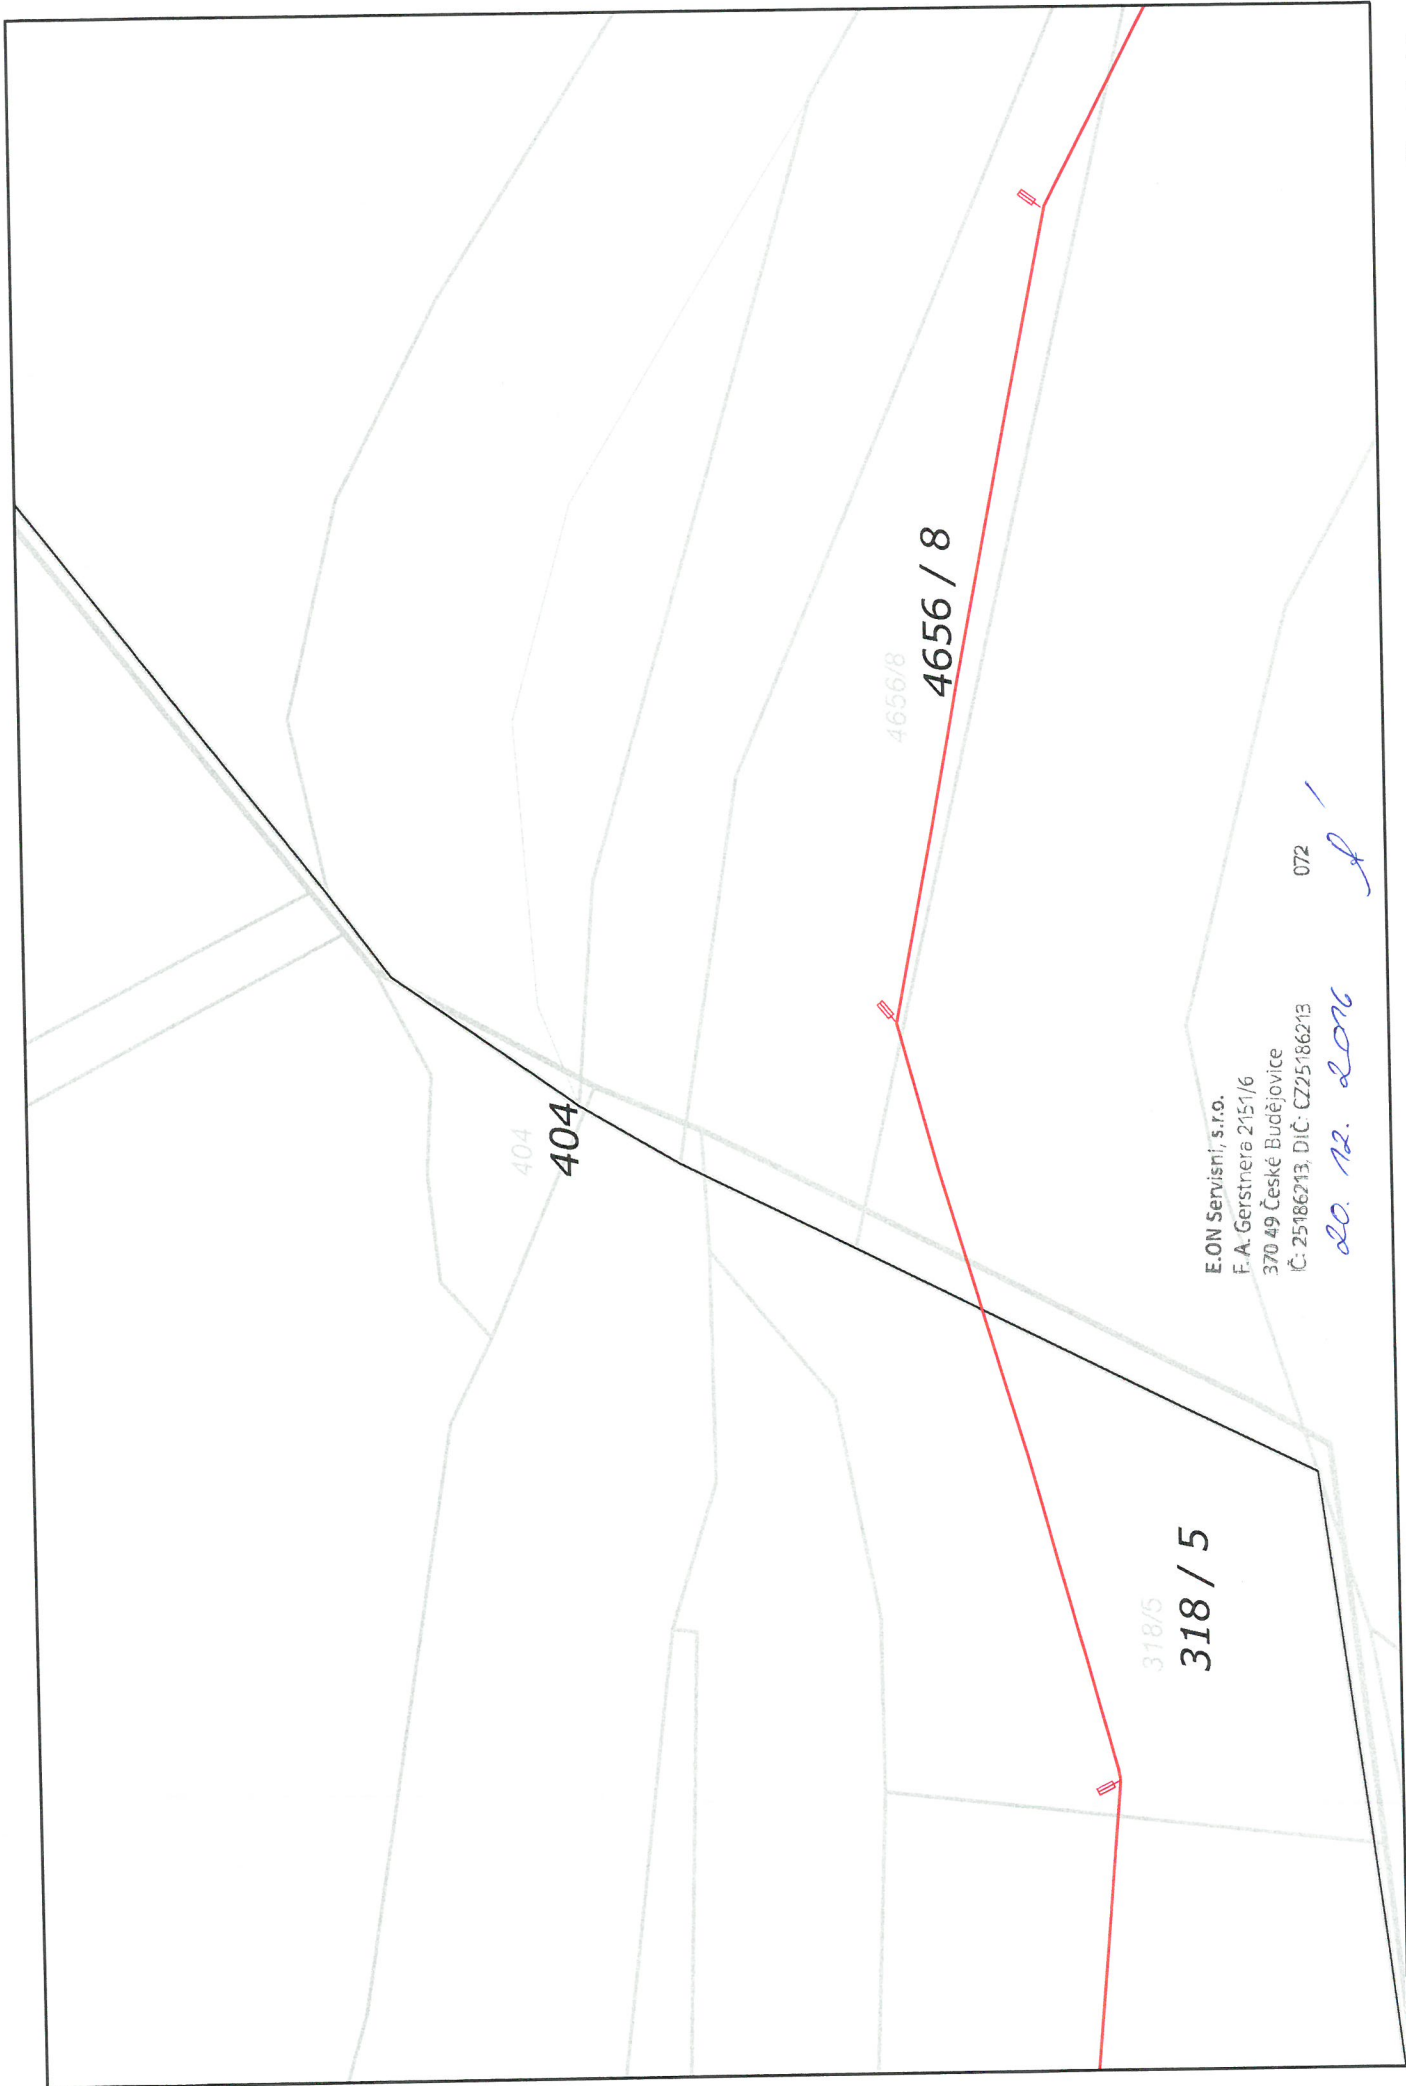 404
404
4656/8
4656 / 8
318/5
318 / 5
E.ON Servisní, s.r.o.
F. A. Gerstnera 2151/6
370 49 České Budějovice
IČ: 25186213, DIČ: CZ25186213 072
20. 12. 2016